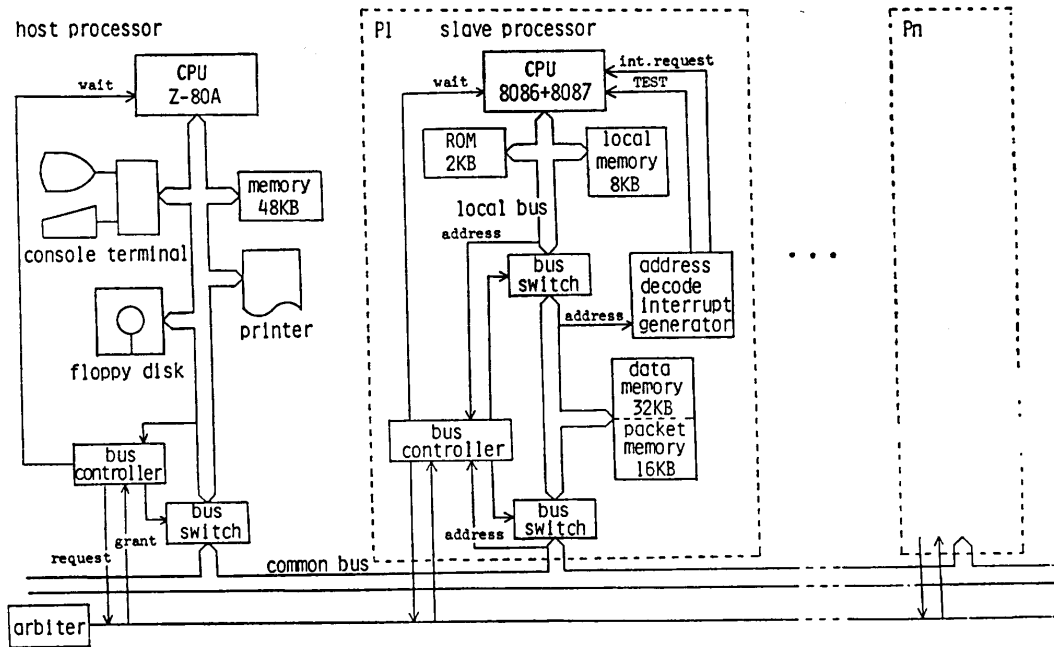 host processor
CPU
Z-80A
wait
console terminal
memory
48KB
printer
floppy disk
bus
controller
bus
switch
request
grant
common bus
arbiter
P1
slave processor
CPU
8086+8087
wait
int.request
TEST
ROM
2KB
local
memory
8KB
local bus
address
bus
switch
address
address
decode
interrupt
generator
data
memory
32KB
packet
memory
16KB
bus
controller
bus
switch
address
...
Pn